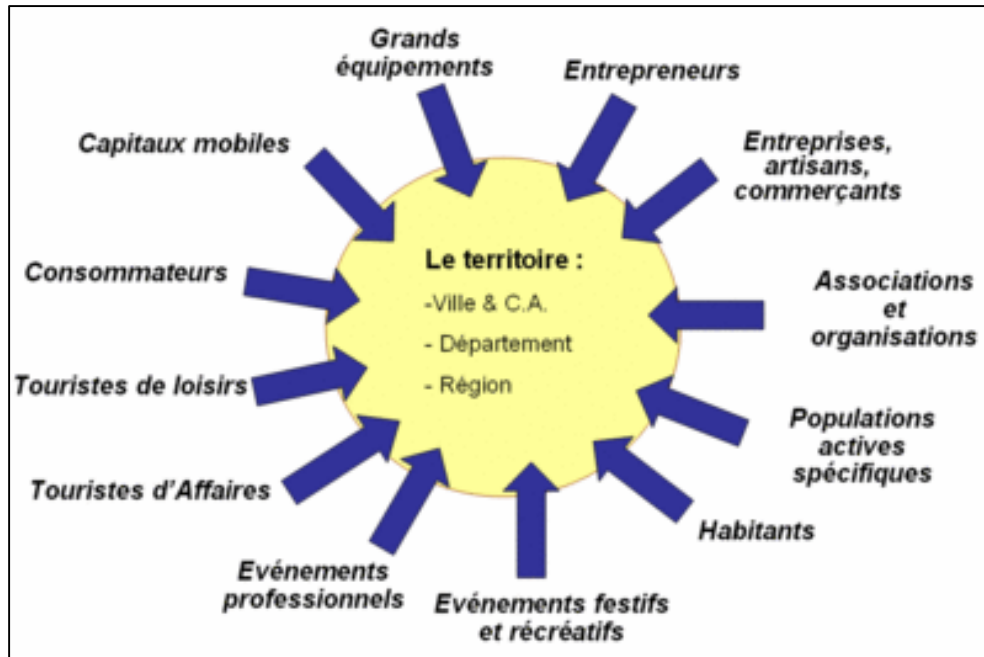 Grands
équipements
Entrepreneurs
Capitaux mobiles
Entreprises,
artisans,
commerçants
Consommateurs
Le territoire :
-Ville & C.A.
- Département
- Région
Associations
et
organisations
Touristes de loisirs
Populations
actives
spécifiques
Touristes d'Affaires
Habitants
Evénements
professionnels
Evénements festifs
et récréatifs